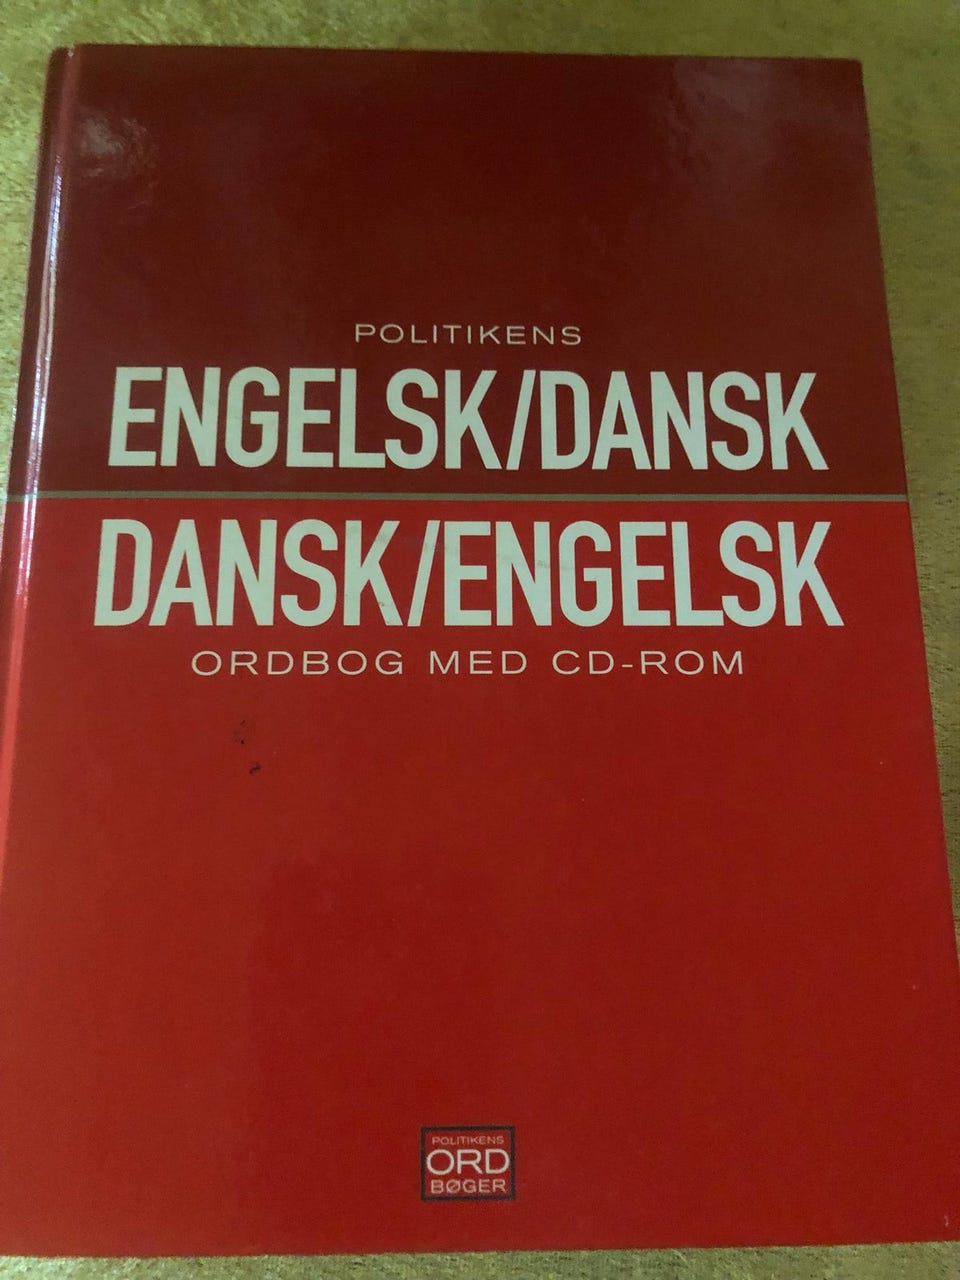 POLITIKENS
ENGELSK/DANSK
DANSK/ENGELSK
ORDBOG MED CD-ROM
POLITIKENS
ORD
BØGER